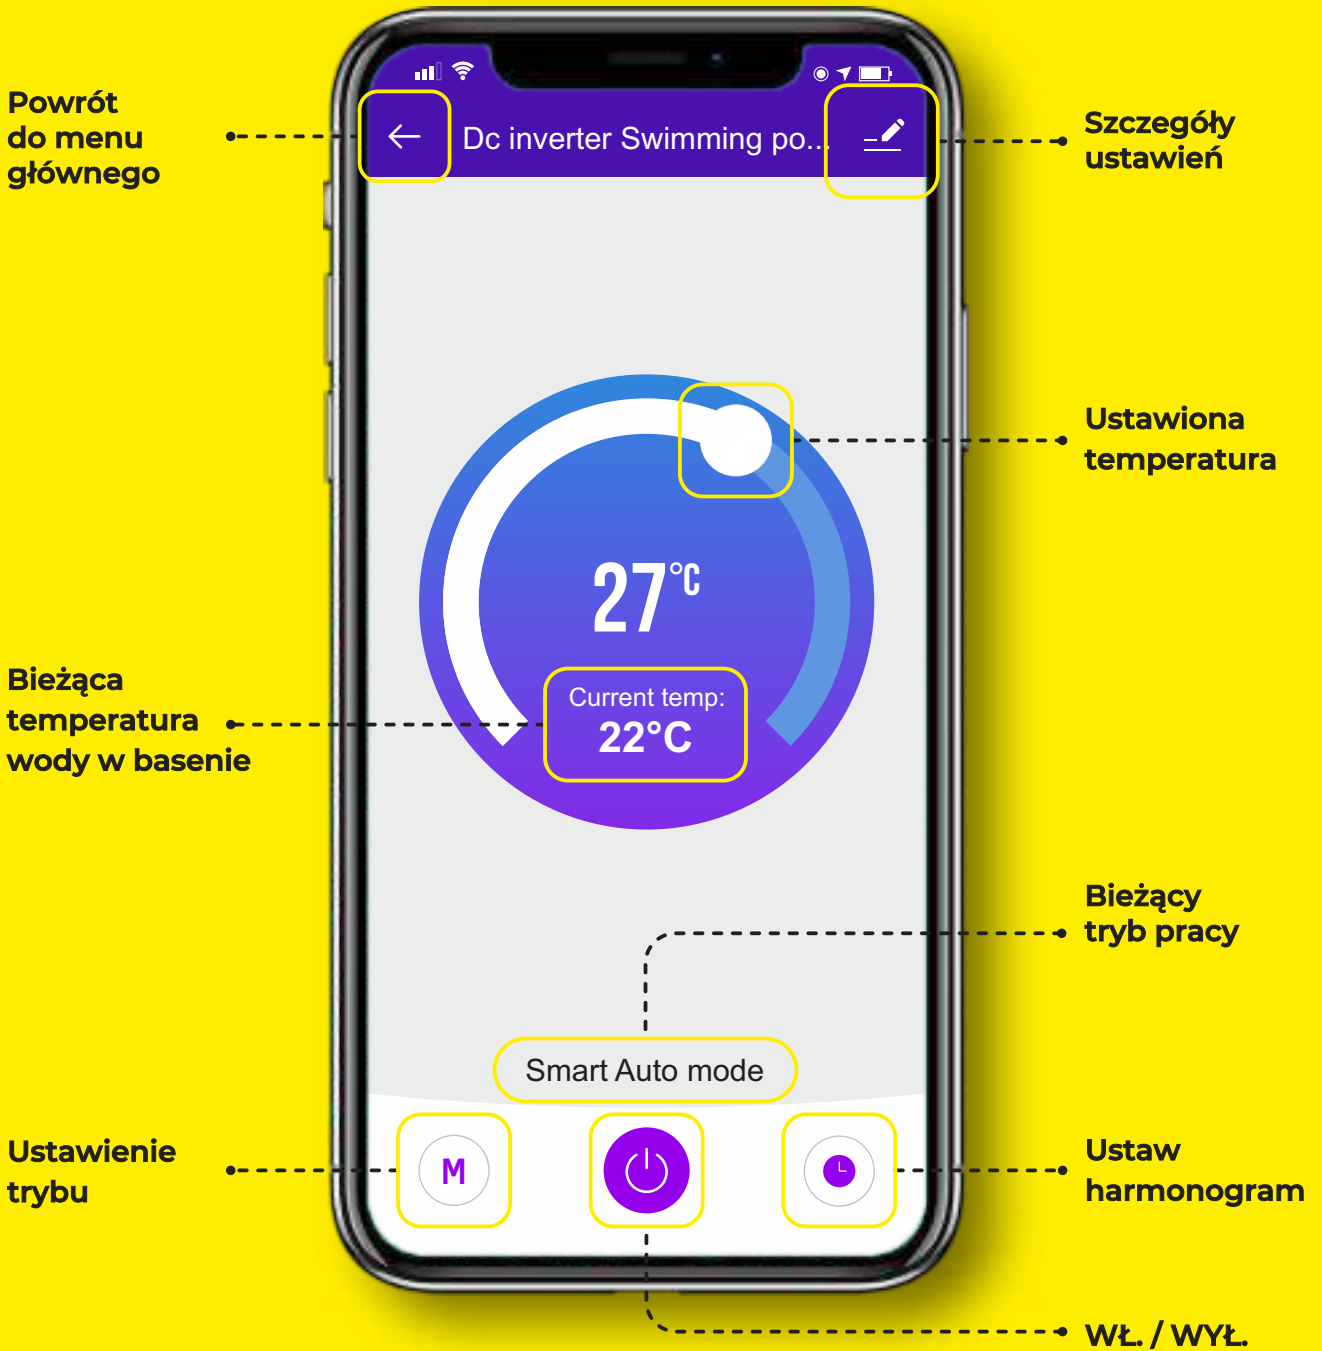 Powrót
do menu
głównego
Dc inverter Swimming po...
Szczegóły
ustawień
Ustawiona
temperatura
27°C
Bieżąca
temperatura
wody w basenie
Current temp:
22°C
Bieżący
tryb pracy
Smart Auto mode
Ustawienie
trybu
M
Ustaw
harmonogram
WŁ. / WYŁ.